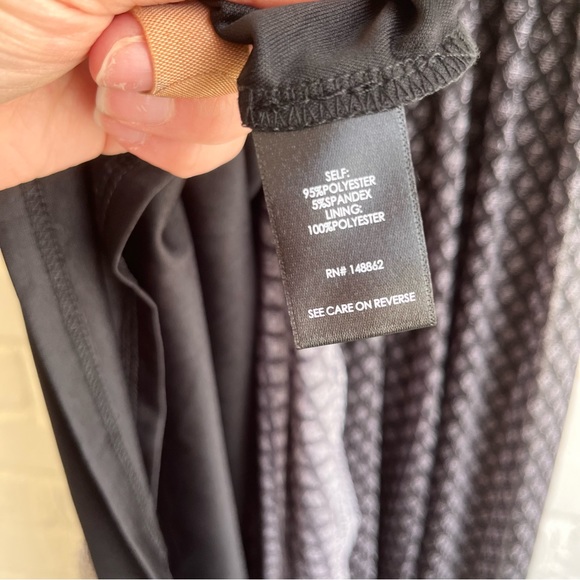 SELF:
95%POLYESTER
5%SPANDEX
LINING:
100%POLYESTER
RN# 148862
SEE CARE ON REVERSE